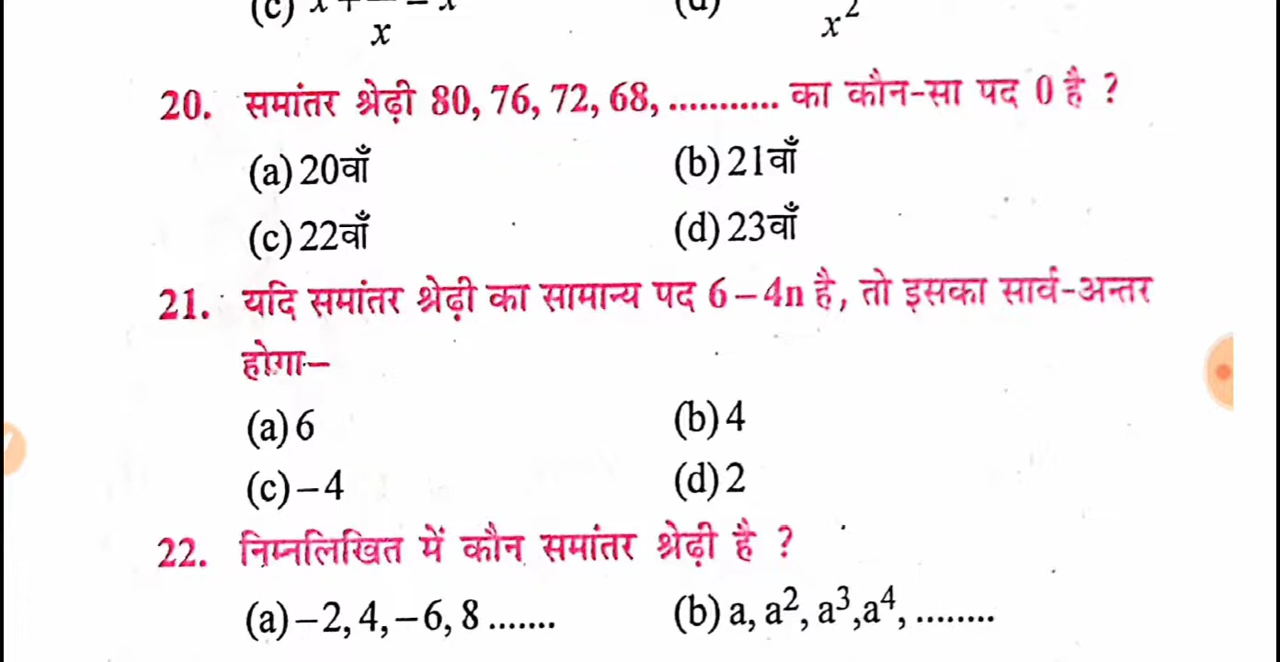 x
x²
20. समांतर श्रेढ़ी 80, 76, 72, 68, ........... का कौन-सा पद 0 है ?
(a) 20वाँ (b) 21वाँ
(c) 22वाँ (d) 23वाँ
21. यदि समांतर श्रेढ़ी का सामान्य पद 6 – 4n है, तो इसका सार्व-अन्तर
होगा–
(a) 6 (b) 4
(c) – 4 (d) 2
22. निम्नलिखित में कौन समांतर श्रेढ़ी है ?
(a) – 2, 4, – 6, 8 ....... (b) a, a², a³,a⁴, ........